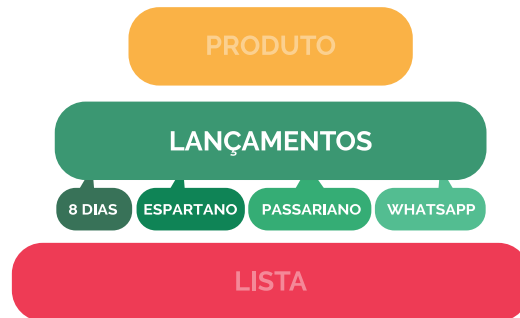 PRODUTO
LANÇAMENTOS
8 DIAS ESPARTANO PASSARIANO WHATSAPP
LISTA